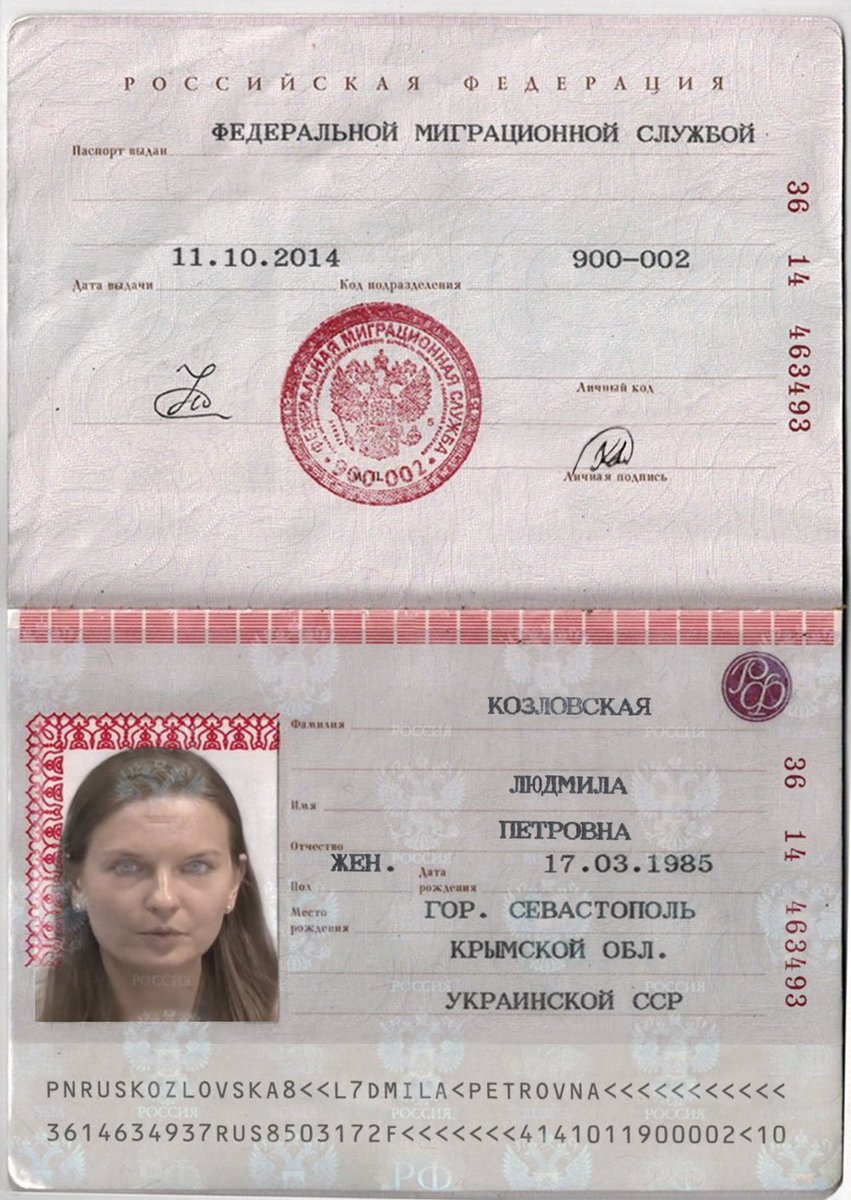 РОССИЙСКАЯ ФЕДЕРАЦИЯ
Паспорт выдан ФЕДЕРАЛЬНОЙ МИГРАЦИОННОЙ СЛУЖБОЙ
Дата выдачи 11.10.2014 Код подразделения 900-002
36 14 463493
ФЕДЕРАЛЬНАЯ МИГРАЦИОННАЯ СЛУЖБА
900-002
М.П.
Личный код
Личная подпись
РФ
Фамилия КОЗЛОВСКАЯ
Имя ЛЮДМИЛА
Отчество ПЕТРОВНА
Пол ЖЕН. Дата рождения 17.03.1985
Место рождения ГОР. СЕВАСТОПОЛЬ
КРЫМСКОЙ ОБЛ.
УКРАИНСКОЙ ССР
36 14 463493
РОССИЯ
PNRUSKOZLOVSKA8<<L7DMILA<PETROVNA<<<<<<<<<<<
3614634937RUS8503172F<<<<<<<4141011900002<10
РФ